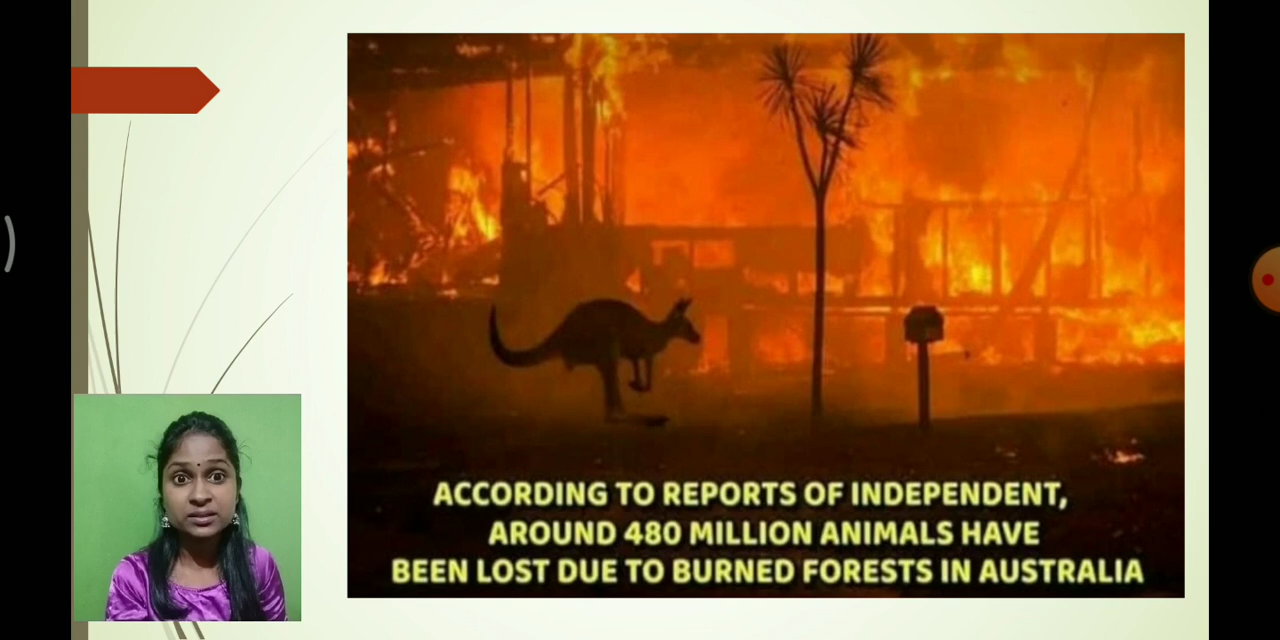 ACCORDING TO REPORTS OF INDEPENDENT,
AROUND 480 MILLION ANIMALS HAVE
BEEN LOST DUE TO BURNED FORESTS IN AUSTRALIA